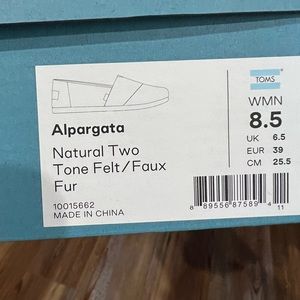 TOMS
WMN
8.5
UK 6.5
EUR 39
CM 25.5
Alpargata
Natural Two
Tone Felt/Faux
Fur
10015662
MADE IN CHINA
8 89556 87589 4
11